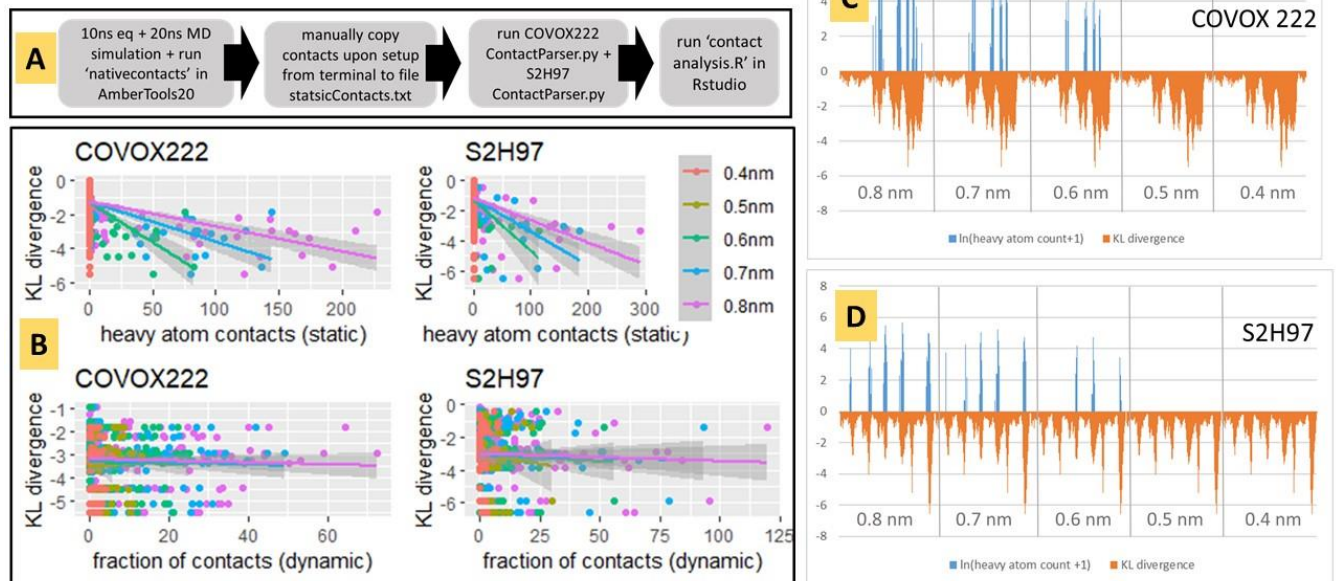 A
10ns eq + 20ns MD
simulation + run
‘nativecontacts’ in
AmberTools20
manually copy
contacts upon setup
from terminal to file
statsicContacts.txt
run COVOX222
ContactParser.py +
S2H97
ContactParser.py
run ‘contact
analysis.R’ in
Rstudio
B
COVOX222
KL divergence
0
-2
-4
-6
0
50
100
150
200
heavy atom contacts (static)
S2H97
KL divergence
0
-2
-4
-6
0
100
200
300
heavy atom contacts (static)
0.4nm
0.5nm
0.6nm
0.7nm
0.8nm
COVOX222
KL divergence
-1
-2
-3
-4
-5
0
20
40
60
fraction of contacts (dynamic)
S2H97
KL divergence
0
-2
-4
-6
0
25
50
75
100
125
fraction of contacts (dynamic)
C
COVOX 222
4
2
0
-2
-4
-6
-8
0.8 nm
0.7 nm
0.6 nm
0.5 nm
0.4 nm
ln(heavy atom count+1)
KL divergence
D
S2H97
8
6
4
2
0
-2
-4
-6
-8
0.8 nm
0.7 nm
0.6 nm
0.5 nm
0.4 nm
ln(heavy atom count +1)
KL divergence